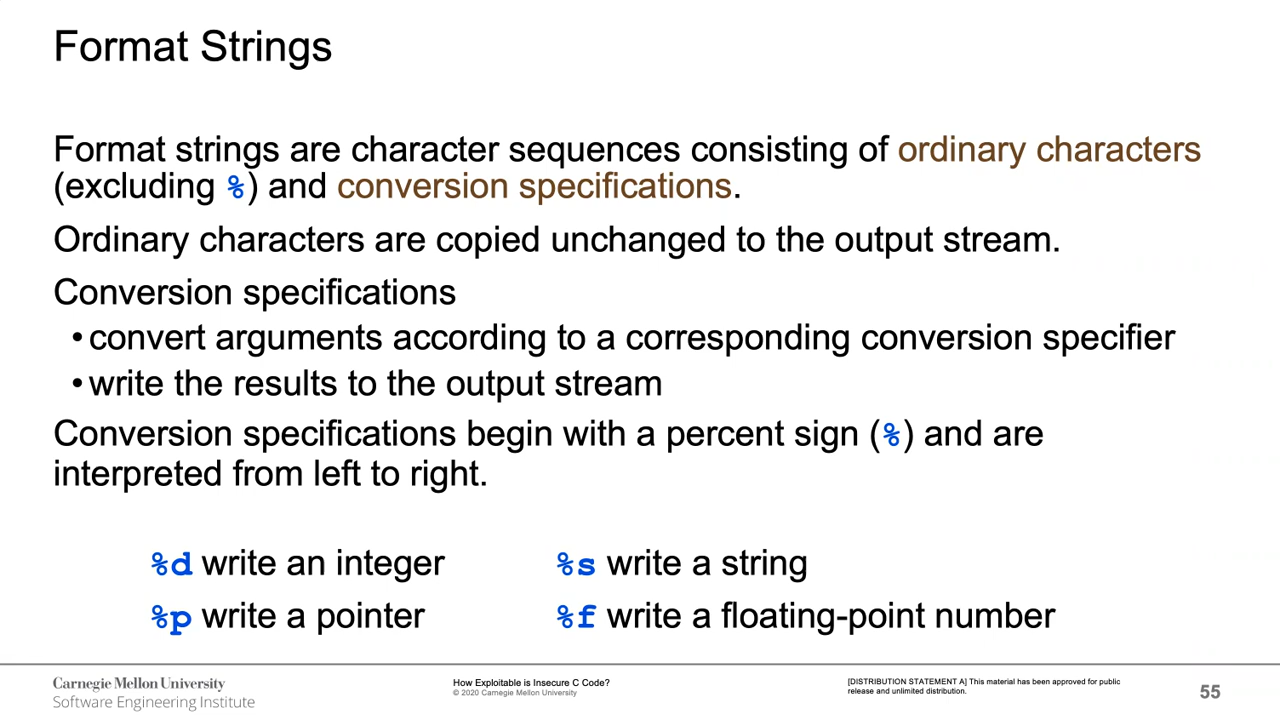 Format Strings
Format strings are character sequences consisting of ordinary characters
(excluding %) and conversion specifications.
Ordinary characters are copied unchanged to the output stream.
Conversion specifications
•convert arguments according to a corresponding conversion specifier
•write the results to the output stream
Conversion specifications begin with a percent sign (%) and are
interpreted from left to right.
%d write an integer
%s write a string
%p write a pointer
%f write a floating-point number
Carnegie Mellon University
Software Engineering Institute
How Exploitable is Insecure C Code?
© 2020 Carnegie Mellon University
[DISTRIBUTION STATEMENT A] This material has been approved for public
release and unlimited distribution.
55